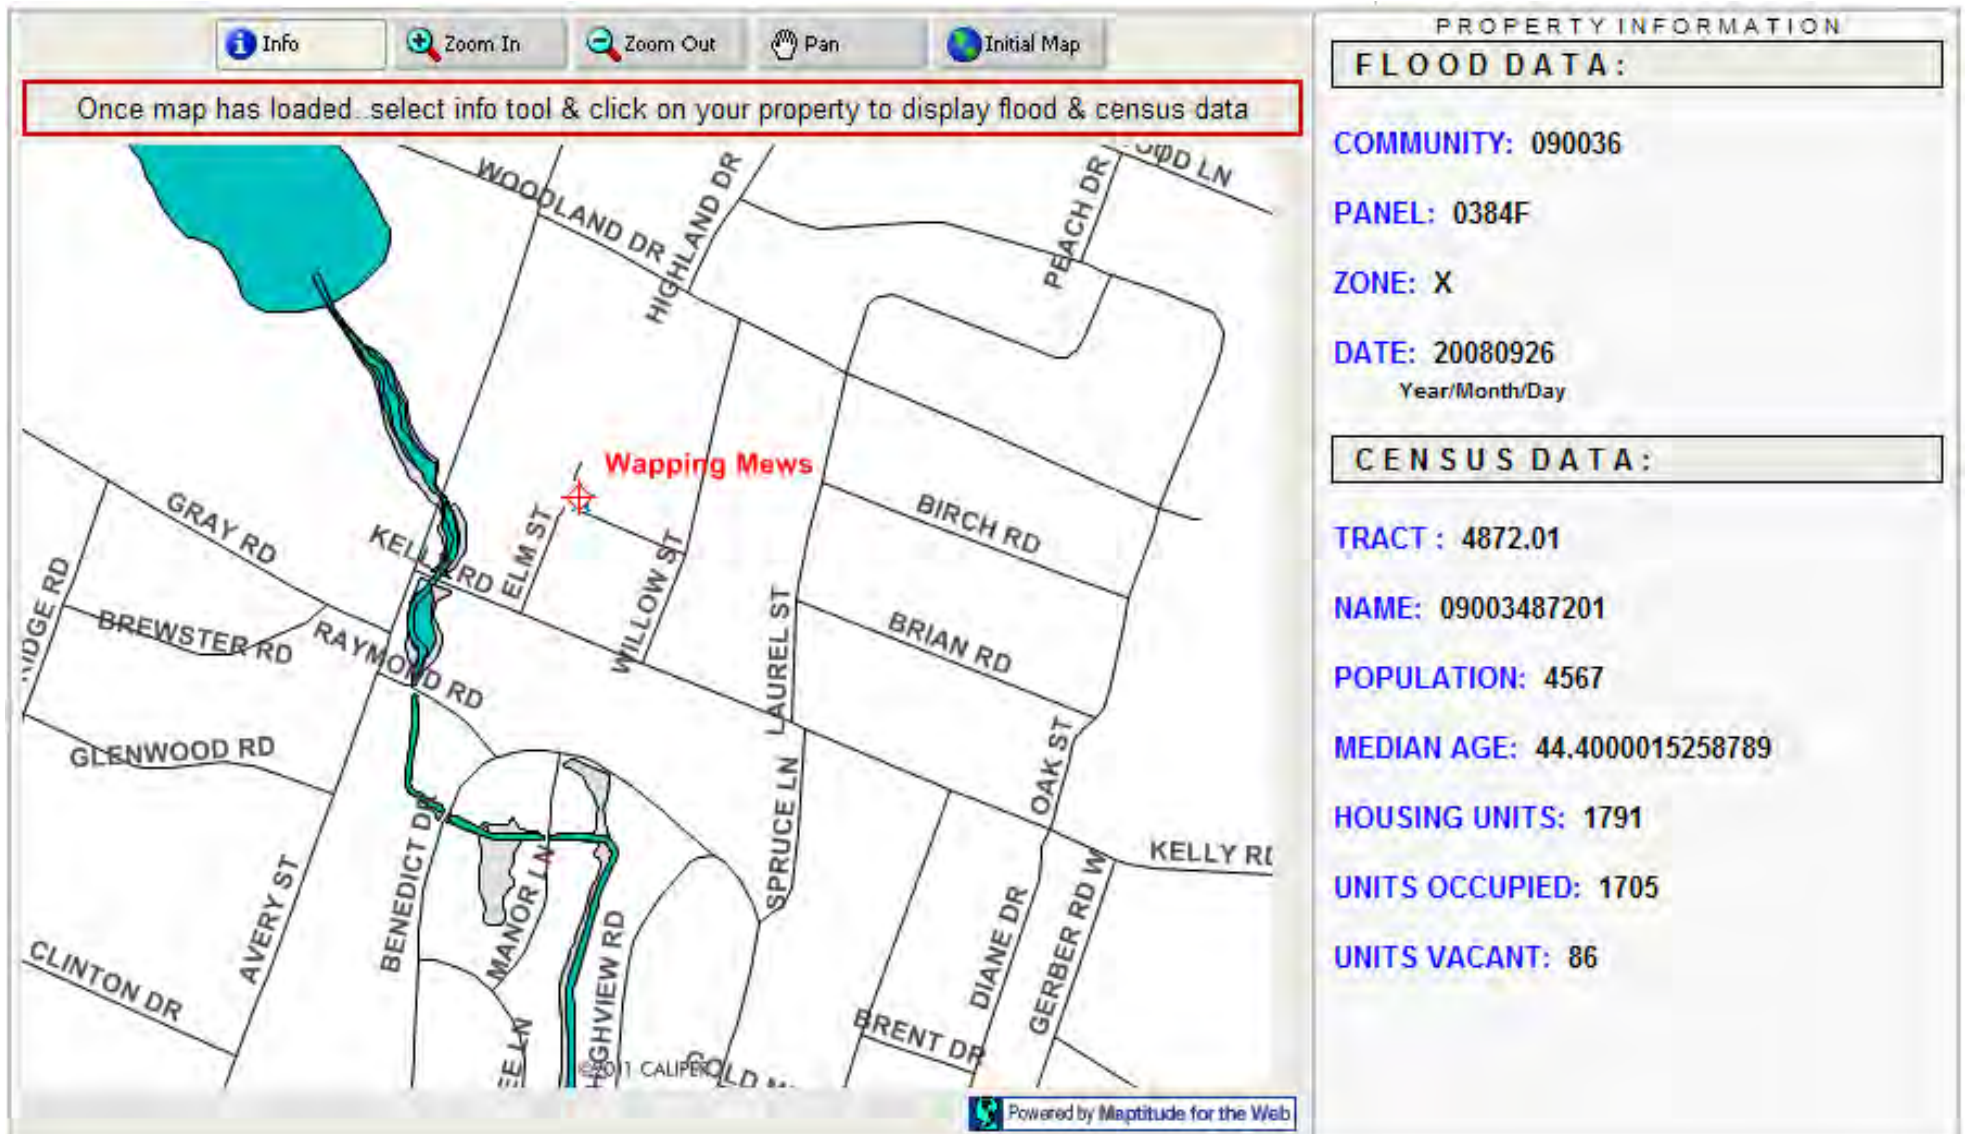 Info
Zoom In
Zoom Out
Pan
Initial Map
Once map has loaded..select info tool & click on your property to display flood & census data
WOODLAND DR
HIGHLAND DR
PEACH DR
LN
Wapping Mews
GRAY RD
KELLY RD
ELM ST
WILLOW ST
BIRCH RD
BRIAN RD
BREWSTER RD
RAYMOND RD
LAUREL ST
GLENWOOD RD
OAK ST
SPRUCE LN
BENEDICT DR
MANOR LN
HIGHVIEW RD
AVERY ST
CLINTON DR
DIANE DR
GERBER RD W
KELLY RD
BRENT DR
CALIPER
Powered by Maptitude for the Web
PROPERTY INFORMATION
FLOOD DATA:
COMMUNITY: 090036
PANEL: 0384F
ZONE: X
DATE: 20080926
Year/Month/Day
CENSUS DATA:
TRACT : 4872.01
NAME: 09003487201
POPULATION: 4567
MEDIAN AGE: 44.4000015258789
HOUSING UNITS: 1791
UNITS OCCUPIED: 1705
UNITS VACANT: 86